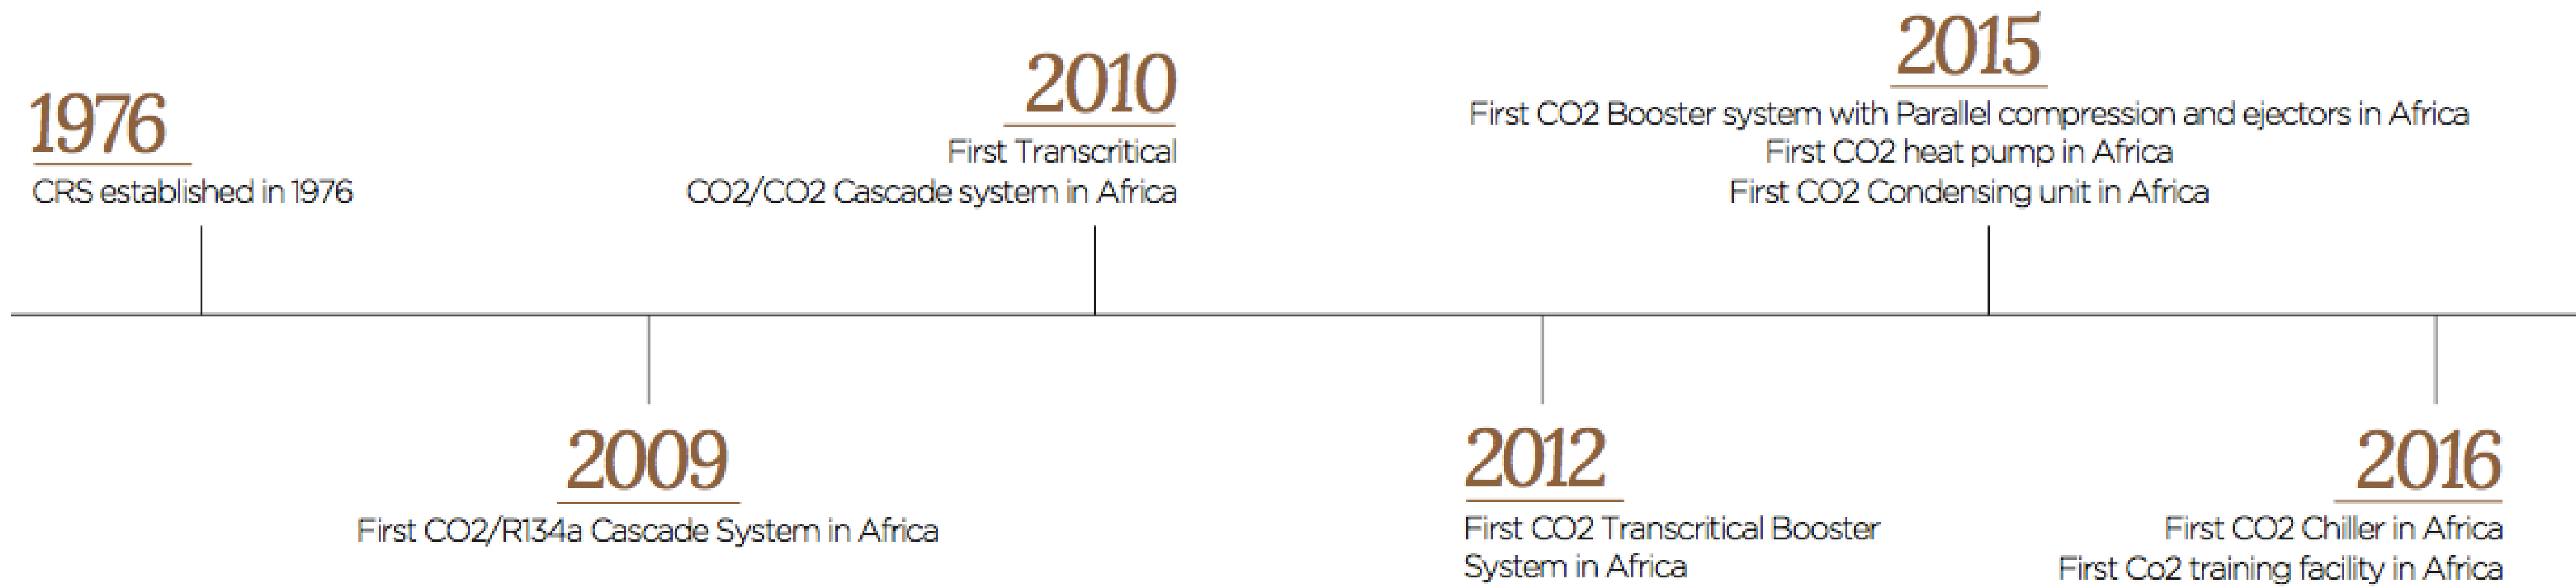 1976
CRS established in 1976
2009
First CO2/R134a Cascade System in Africa
2010
First Transcritical
CO2/CO2 Cascade system in Africa
2012
First CO2 Transcritical Booster
System in Africa
2015
First CO2 Booster system with Parallel compression and ejectors in Africa
First CO2 heat pump in Africa
First CO2 Condensing unit in Africa
2016
First CO2 Chiller in Africa
First Co2 training facility in Africa